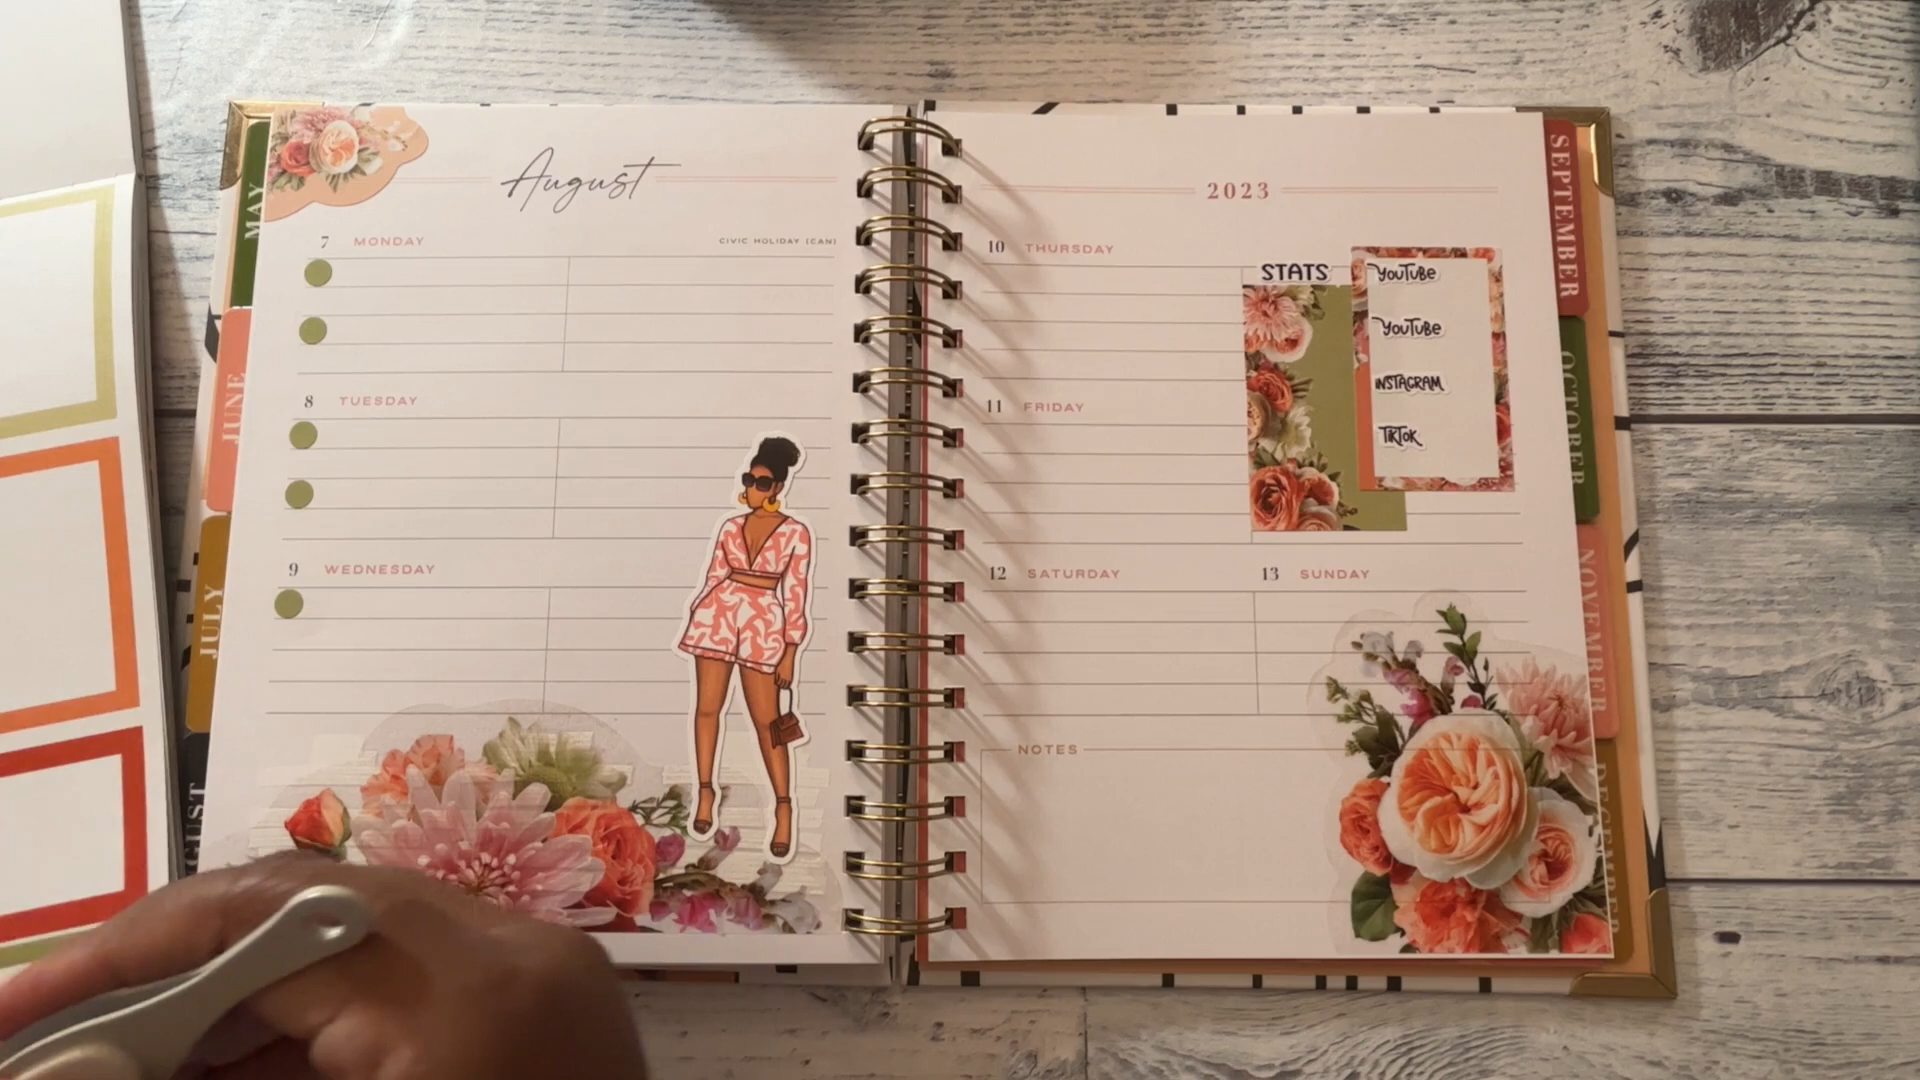 August
7 MONDAY
CIVIC HOLIDAY (CAN)
8 TUESDAY
9 WEDNESDAY
MAY
JUNE
JULY
2023
10 THURSDAY
STATS
YouTube
YouTube
INSTAGRAM
TikTok
11 FRIDAY
12 SATURDAY
13 SUNDAY
NOTES
SEPTEMBER
OCTOBER
NOVEMBER
DECEMBER